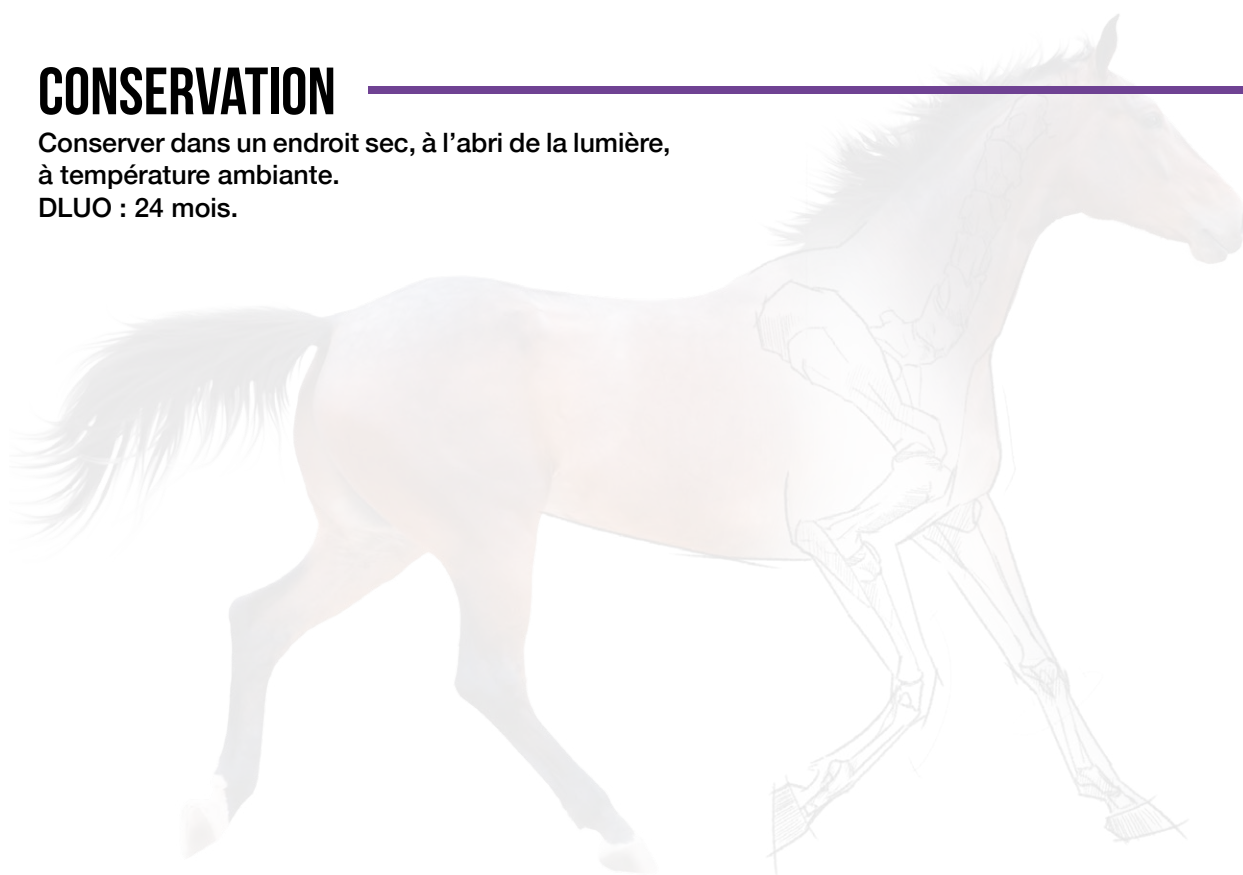 CONSERVATION
Conserver dans un endroit sec, à l’abri de la lumière,
à température ambiante.
DLUO : 24 mois.